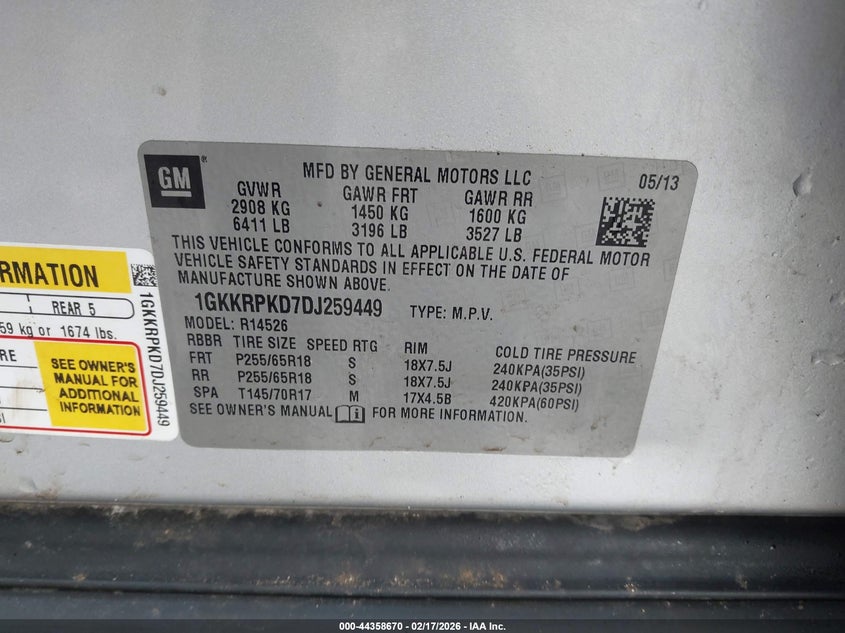 GM
®
MFD BY GENERAL MOTORS LLC
05/13
GVWR GAWR FRT GAWR RR
2908 KG 1450 KG 1600 KG
6411 LB 3196 LB 3527 LB
THIS VEHICLE CONFORMS TO ALL APPLICABLE U.S. FEDERAL MOTOR
VEHICLE SAFETY STANDARDS IN EFFECT ON THE DATE OF
MANUFACTURE SHOWN ABOVE.
1GKKRPKD7DJ259449 TYPE: M.P.V.
MODEL: R14526
RBBR TIRE SIZE SPEED RTG RIM COLD TIRE PRESSURE
FRT P255/65R18 S 18X7.5J 240KPA(35PSI)
RR P255/65R18 S 18X7.5J 240KPA(35PSI)
SPA T145/70R17 M 17X4.5B 420KPA(60PSI)
SEE OWNER'S MANUAL FOR MORE INFORMATION.
RMATION
REAR 5
59 kg or 1674 lbs.
RE
SEE OWNER'S
MANUAL FOR
ADDITIONAL
INFORMATION
1GKKRPKD7DJ259449
000-44358670 - 02/17/2026 - IAA Inc.